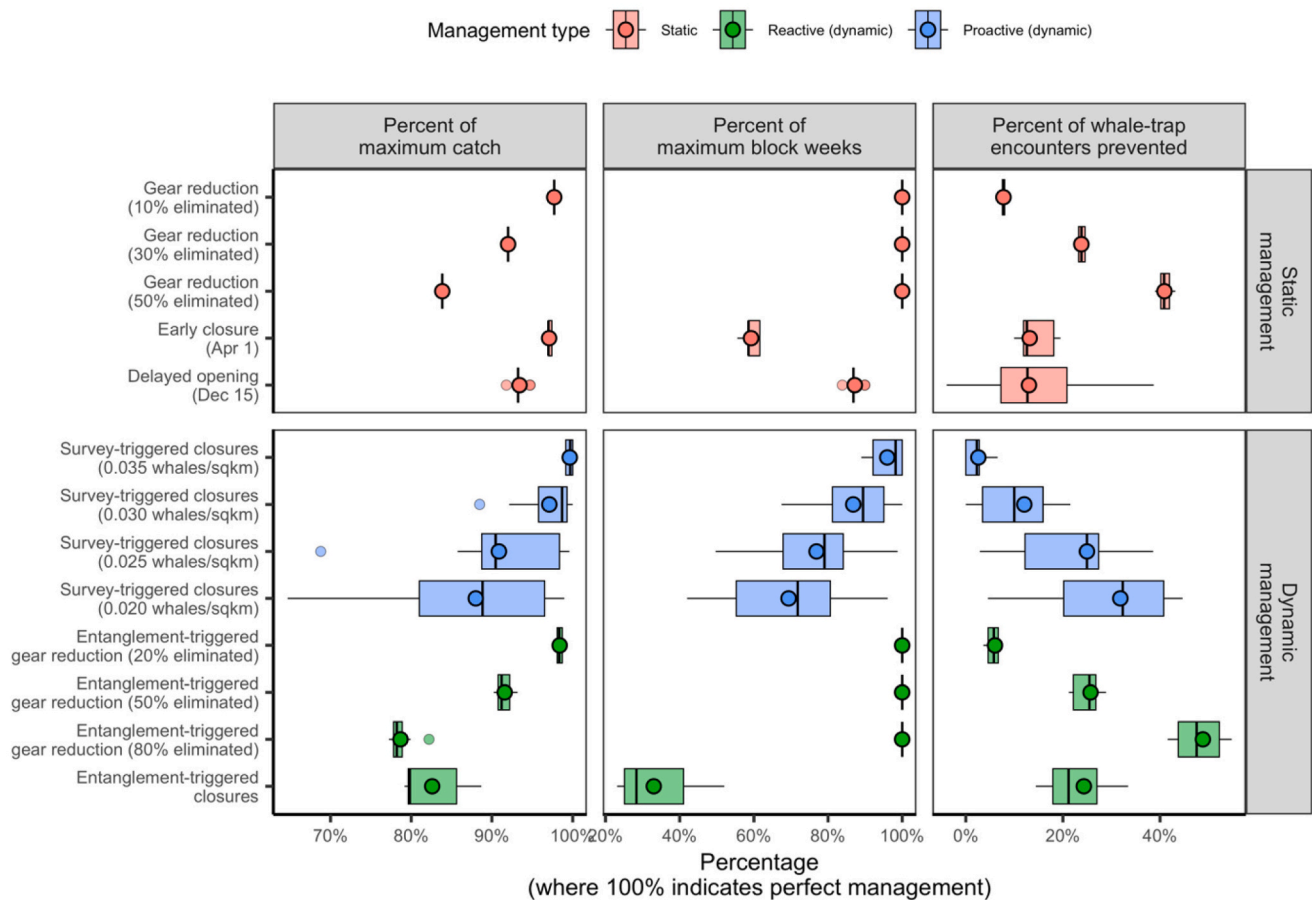 Management type
Static
Reactive (dynamic)
Proactive (dynamic)
Percent of
maximum catch
Percent of
maximum block weeks
Percent of whale-trap
encounters prevented
Gear reduction
(10% eliminated)
Gear reduction
(30% eliminated)
Gear reduction
(50% eliminated)
Early closure
(Apr 1)
Delayed opening
(Dec 15)
Static
management
Survey-triggered closures
(0.035 whales/sqkm)
Survey-triggered closures
(0.030 whales/sqkm)
Survey-triggered closures
(0.025 whales/sqkm)
Survey-triggered closures
(0.020 whales/sqkm)
Entanglement-triggered
gear reduction (20% eliminated)
Entanglement-triggered
gear reduction (50% eliminated)
Entanglement-triggered
gear reduction (80% eliminated)
Entanglement-triggered
closures
Dynamic
management
70% 80% 90% 100% 20% 40% 60% 80% 100% 0% 20% 40%
Percentage
(where 100% indicates perfect management)